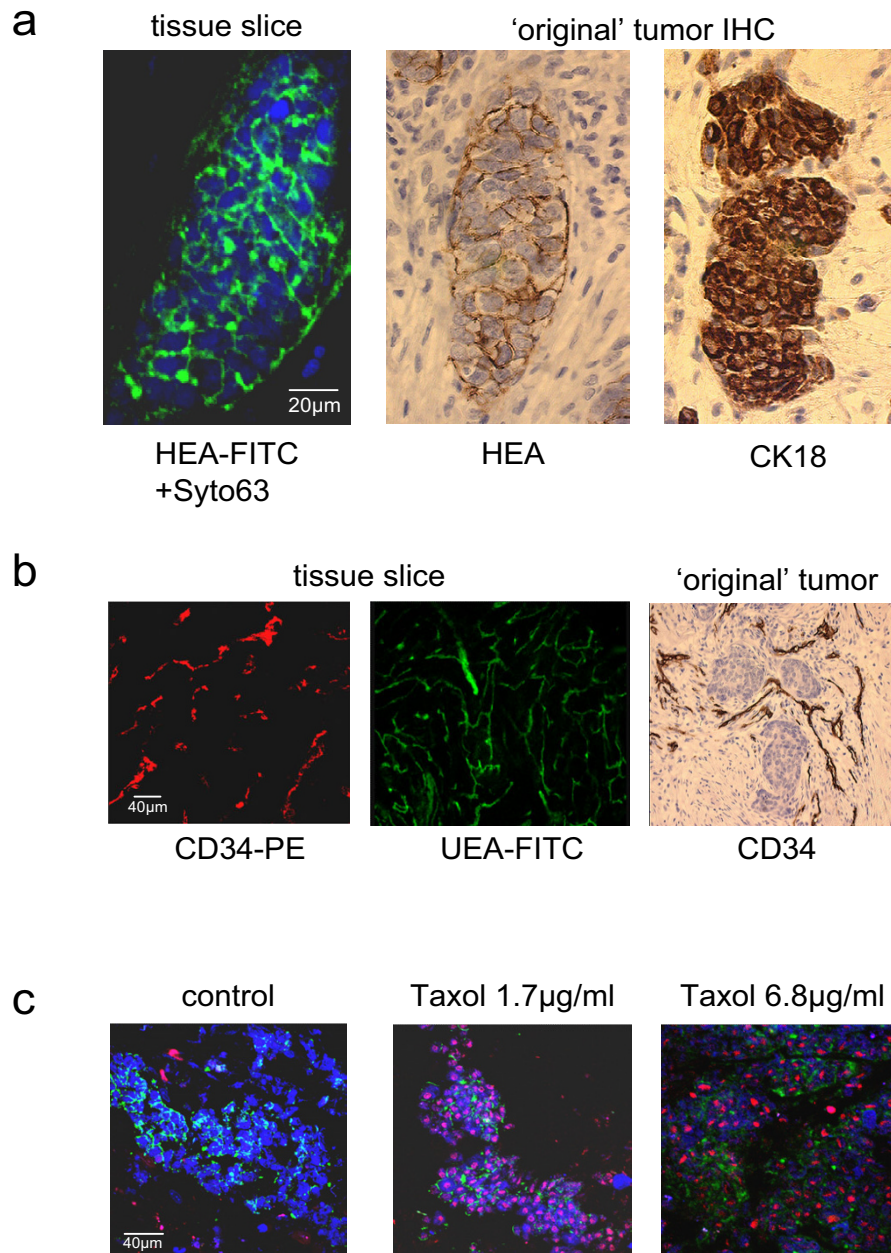 a
tissue slice
'original' tumor IHC
20µm
HEA-FITC
+Syto63
HEA
CK18
b
tissue slice
'original' tumor
40µm
CD34-PE
UEA-FITC
CD34
c
control
Taxol 1.7µg/ml
Taxol 6.8µg/ml
40µm